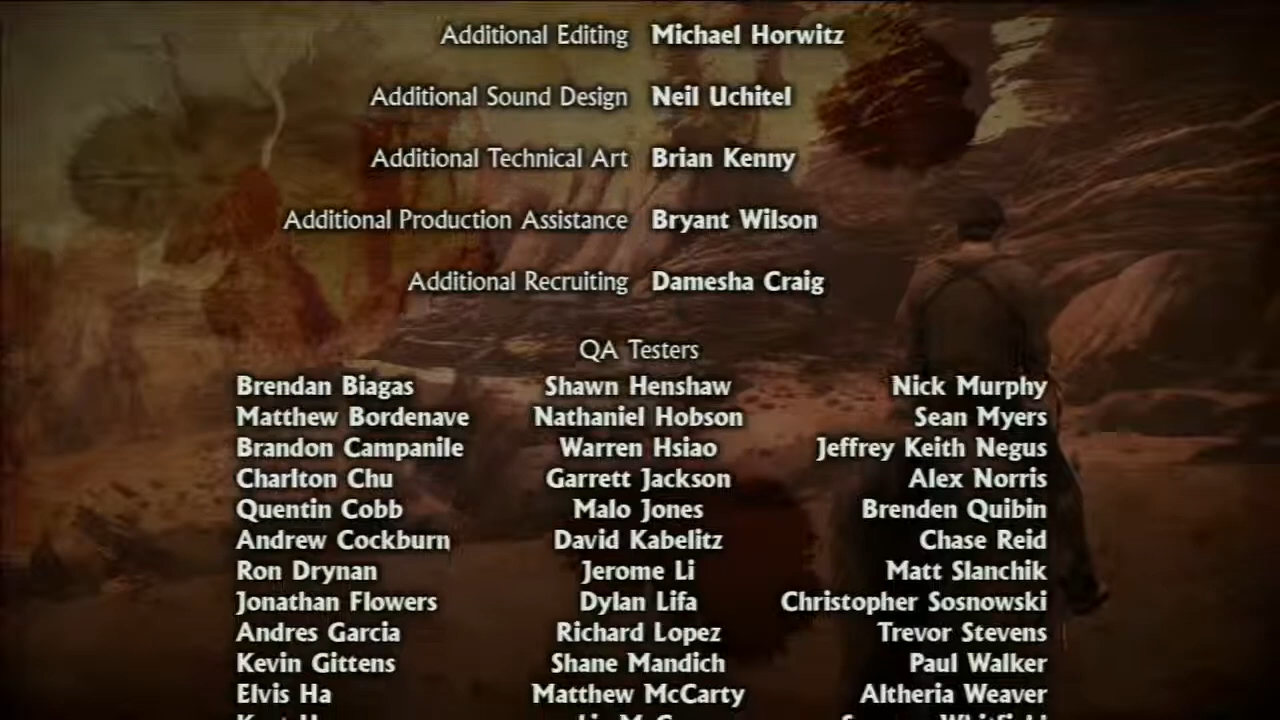 Additional Editing Michael Horwitz
Additional Sound Design Neil Uchitel
Additional Technical Art Brian Kenny
Additional Production Assistance Bryant Wilson
Additional Recruiting Damesha Craig
QA Testers
Brendan Biagas Shawn Henshaw Nick Murphy
Matthew Bordenave Nathaniel Hobson Sean Myers
Brandon Campanile Warren Hsiao Jeffrey Keith Negus
Charlton Chu Garrett Jackson Alex Norris
Quentin Cobb Malo Jones Brenden Quibin
Andrew Cockburn David Kabelitz Chase Reid
Ron Drynan Jerome Li Matt Slanchik
Jonathan Flowers Dylan Lifa Christopher Sosnowski
Andres Garcia Richard Lopez Trevor Stevens
Kevin Gittens Shane Mandich Paul Walker
Elvis Ha Matthew McCarty Altheria Weaver